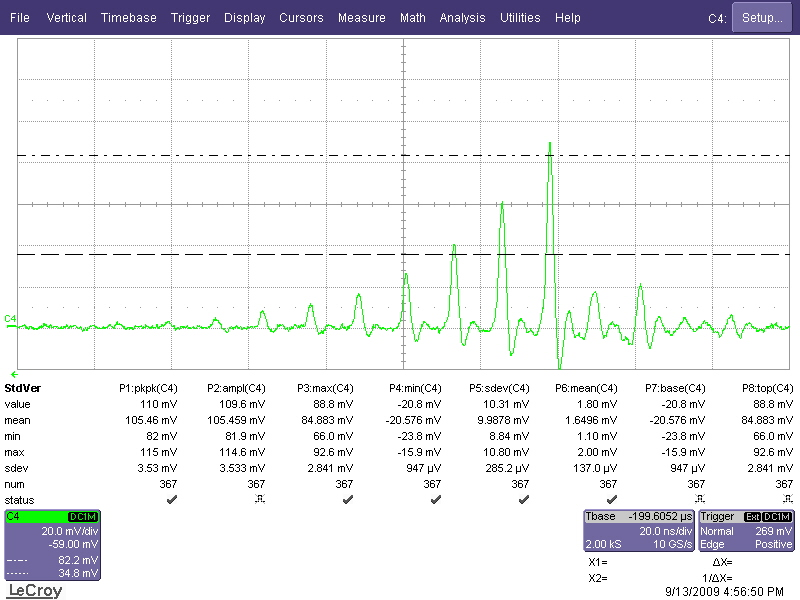 File Vertical Timebase Trigger Display Cursors Measure Math Analysis Utilities Help C4: Setup...
C4
StdVer P1:pkpk(C4) P2:ampl(C4) P3:max(C4) P4:min(C4) P5:sdev(C4) P6:mean(C4) P7:base(C4) P8:top(C4)
value 110 mV 109.6 mV 88.8 mV -20.8 mV 10.31 mV 1.80 mV -20.8 mV 88.8 mV
mean 105.46 mV 105.459 mV 84.883 mV -20.576 mV 9.9878 mV 1.6496 mV -20.576 mV 84.883 mV
min 82 mV 81.9 mV 66.0 mV -23.8 mV 8.84 mV 1.10 mV -23.8 mV 66.0 mV
max 115 mV 114.6 mV 92.6 mV -15.9 mV 10.80 mV 2.00 mV -15.9 mV 92.6 mV
sdev 3.53 mV 3.533 mV 2.841 mV 947 µV 285.2 µV 137.0 µV 947 µV 2.841 mV
num 367 367 367 367 367 367 367 367
status
C4 DC1M
20.0 mV/div
-59.00 mV
82.2 mV
34.8 mV
Tbase -199.6052 µs
20.0 ns/div
2.00 kS 10 GS/s
Trigger Ext DC1M
Normal 269 mV
Edge Positive
X1= ΔX=
X2= 1/ΔX=
LeCroy
9/13/2009 4:56:50 PM